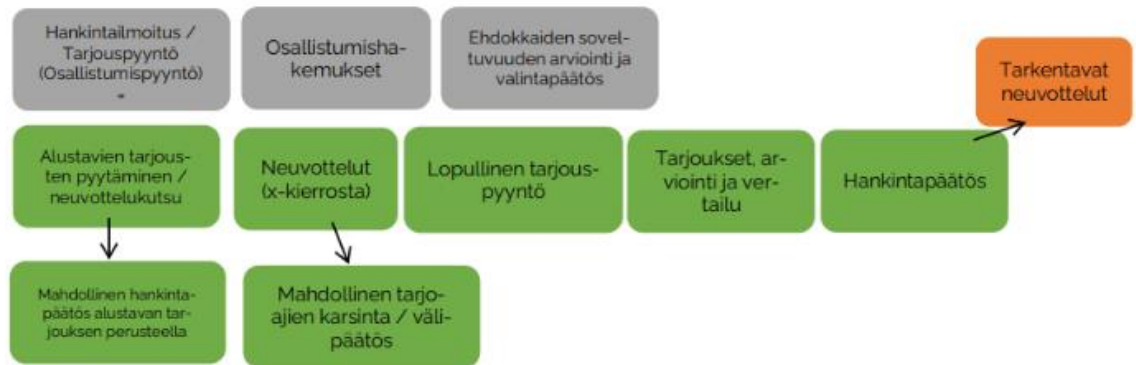 Hankintailmoitus /
Tarjouspyyntö
(Osallistumispyyntö)
-
Osallistumisha-
kemukset
Ehdokkaiden sovel-
tuvuuden arviointi ja
valintapäätös
Tarkentavat
neuvottelut
Alustavien tarjous-
ten pyytäminen /
neuvottelukutsu
Neuvottelut
(x-kierrosta)
Lopullinen tarjous-
pyyntö
Tarjoukset, ar-
viointi ja ver-
tailu
Hankintapäätös
Mahdollinen hankinta-
päätös alustavan tar-
jouksen perusteella
Mahdollinen tarjo-
ajien karsinta / väli-
päätös